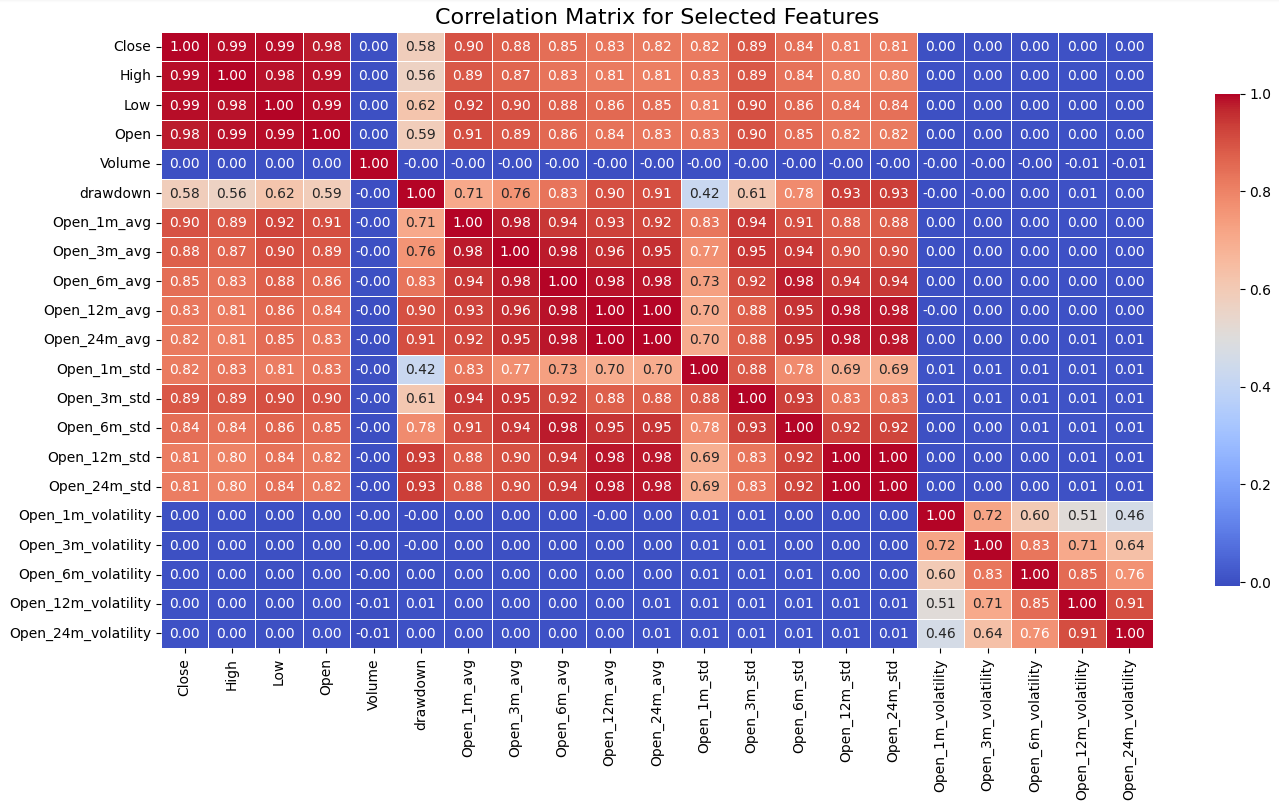 Correlation Matrix for Selected Features
Close 1.00 0.99 0.99 0.98 0.00 0.58 0.90 0.88 0.85 0.83 0.82 0.82 0.89 0.84 0.81 0.81 0.00 0.00 0.00 0.00 0.00
High 0.99 1.00 0.98 0.99 0.00 0.56 0.89 0.87 0.83 0.81 0.81 0.83 0.89 0.84 0.80 0.80 0.00 0.00 0.00 0.00 0.00
Low 0.99 0.98 1.00 0.99 0.00 0.62 0.92 0.90 0.88 0.86 0.85 0.81 0.90 0.86 0.84 0.84 0.00 0.00 0.00 0.00 0.00
Open 0.98 0.99 0.99 1.00 0.00 0.59 0.91 0.89 0.86 0.84 0.83 0.83 0.90 0.85 0.82 0.82 0.00 0.00 0.00 0.00 0.00
Volume 0.00 0.00 0.00 0.00 1.00 -0.00 -0.00 -0.00 -0.00 -0.00 -0.00 -0.00 -0.00 -0.00 -0.00 -0.00 -0.00 -0.00 -0.00 -0.01 -0.01
drawdown 0.58 0.56 0.62 0.59 -0.00 1.00 0.71 0.76 0.83 0.90 0.91 0.42 0.61 0.78 0.93 0.93 -0.00 -0.00 0.00 0.01 0.00
Open_1m_avg 0.90 0.89 0.92 0.91 -0.00 0.71 1.00 0.98 0.94 0.93 0.92 0.83 0.94 0.91 0.88 0.88 0.00 0.00 0.00 0.00 0.00
Open_3m_avg 0.88 0.87 0.90 0.89 -0.00 0.76 0.98 1.00 0.98 0.96 0.95 0.77 0.95 0.94 0.90 0.90 0.00 0.00 0.00 0.00 0.00
Open_6m_avg 0.85 0.83 0.88 0.86 -0.00 0.83 0.94 0.98 1.00 0.98 0.98 0.73 0.92 0.98 0.94 0.94 0.00 0.00 0.00 0.00 0.00
Open_12m_avg 0.83 0.81 0.86 0.84 -0.00 0.90 0.93 0.96 0.98 1.00 1.00 0.70 0.88 0.95 0.98 0.98 -0.00 0.00 0.00 0.00 0.00
Open_24m_avg 0.82 0.81 0.85 0.83 -0.00 0.91 0.92 0.95 0.98 1.00 1.00 0.70 0.88 0.95 0.98 0.98 0.00 0.00 0.00 0.01 0.01
Open_1m_std 0.82 0.83 0.81 0.83 -0.00 0.42 0.83 0.77 0.73 0.70 0.70 1.00 0.88 0.78 0.69 0.69 0.01 0.01 0.01 0.01 0.01
Open_3m_std 0.89 0.89 0.90 0.90 -0.00 0.61 0.94 0.95 0.92 0.88 0.88 0.88 1.00 0.93 0.83 0.83 0.01 0.01 0.01 0.01 0.01
Open_6m_std 0.84 0.84 0.86 0.85 -0.00 0.78 0.91 0.94 0.98 0.95 0.95 0.78 0.93 1.00 0.92 0.92 0.00 0.00 0.01 0.01 0.01
Open_12m_std 0.81 0.80 0.84 0.82 -0.00 0.93 0.88 0.90 0.94 0.98 0.98 0.69 0.83 0.92 1.00 1.00 0.00 0.00 0.00 0.01 0.01
Open_24m_std 0.81 0.80 0.84 0.82 -0.00 0.93 0.88 0.90 0.94 0.98 0.98 0.69 0.83 0.92 1.00 1.00 0.00 0.00 0.00 0.01 0.01
Open_1m_volatility 0.00 0.00 0.00 0.00 -0.00 -0.00 0.00 0.00 0.00 -0.00 0.00 0.01 0.01 0.00 0.00 0.00 1.00 0.72 0.60 0.51 0.46
Open_3m_volatility 0.00 0.00 0.00 0.00 -0.00 -0.00 0.00 0.00 0.00 0.00 0.00 0.01 0.01 0.00 0.00 0.00 0.72 1.00 0.83 0.71 0.64
Open_6m_volatility 0.00 0.00 0.00 0.00 -0.00 0.00 0.00 0.00 0.00 0.00 0.00 0.01 0.01 0.01 0.00 0.00 0.60 0.83 1.00 0.85 0.76
Open_12m_volatility 0.00 0.00 0.00 0.00 -0.01 0.01 0.00 0.00 0.00 0.00 0.01 0.01 0.01 0.01 0.01 0.01 0.51 0.71 0.85 1.00 0.91
Open_24m_volatility 0.00 0.00 0.00 0.00 -0.01 0.00 0.00 0.00 0.00 0.00 0.01 0.01 0.01 0.01 0.01 0.01 0.46 0.64 0.76 0.91 1.00
Close High Low Open Volume drawdown Open_1m_avg Open_3m_avg Open_6m_avg Open_12m_avg Open_24m_avg Open_1m_std Open_3m_std Open_6m_std Open_12m_std Open_24m_std Open_1m_volatility Open_3m_volatility Open_6m_volatility Open_12m_volatility Open_24m_volatility
1.0
0.8
0.6
0.4
0.2
0.0